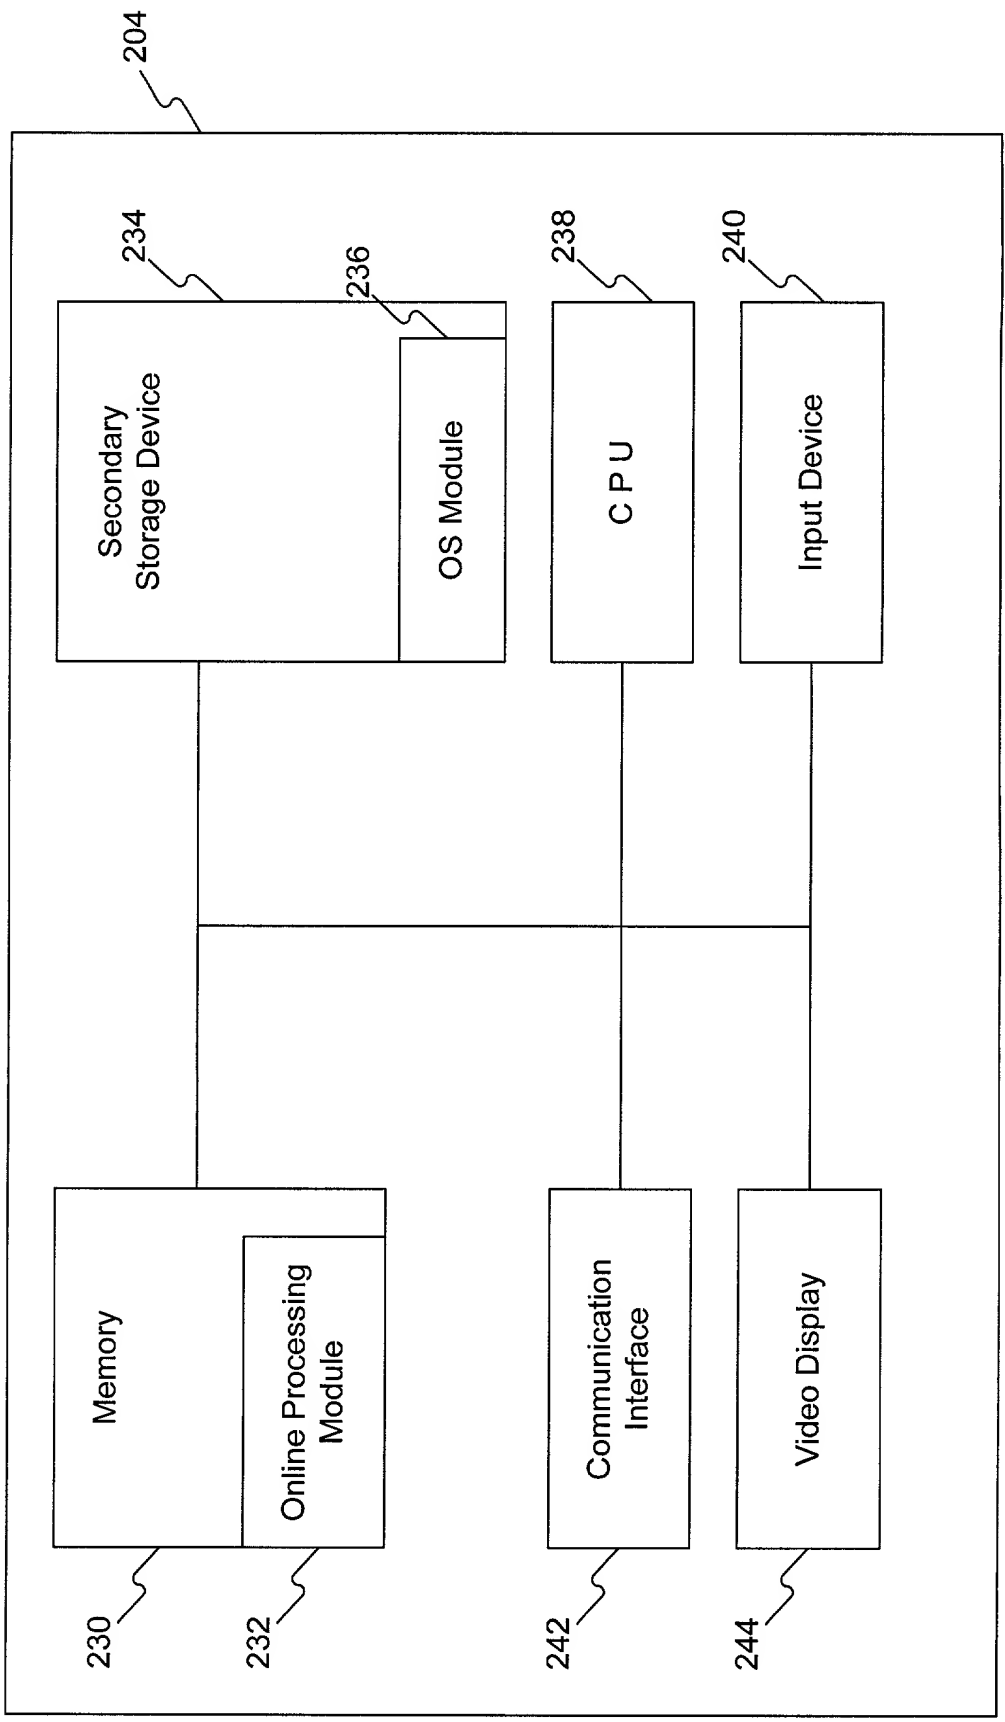 204
230
Memory
232
Online Processing
Module
234
Secondary
Storage Device
236
OS Module
242
Communication
Interface
238
C P U
244
Video Display
240
Input Device